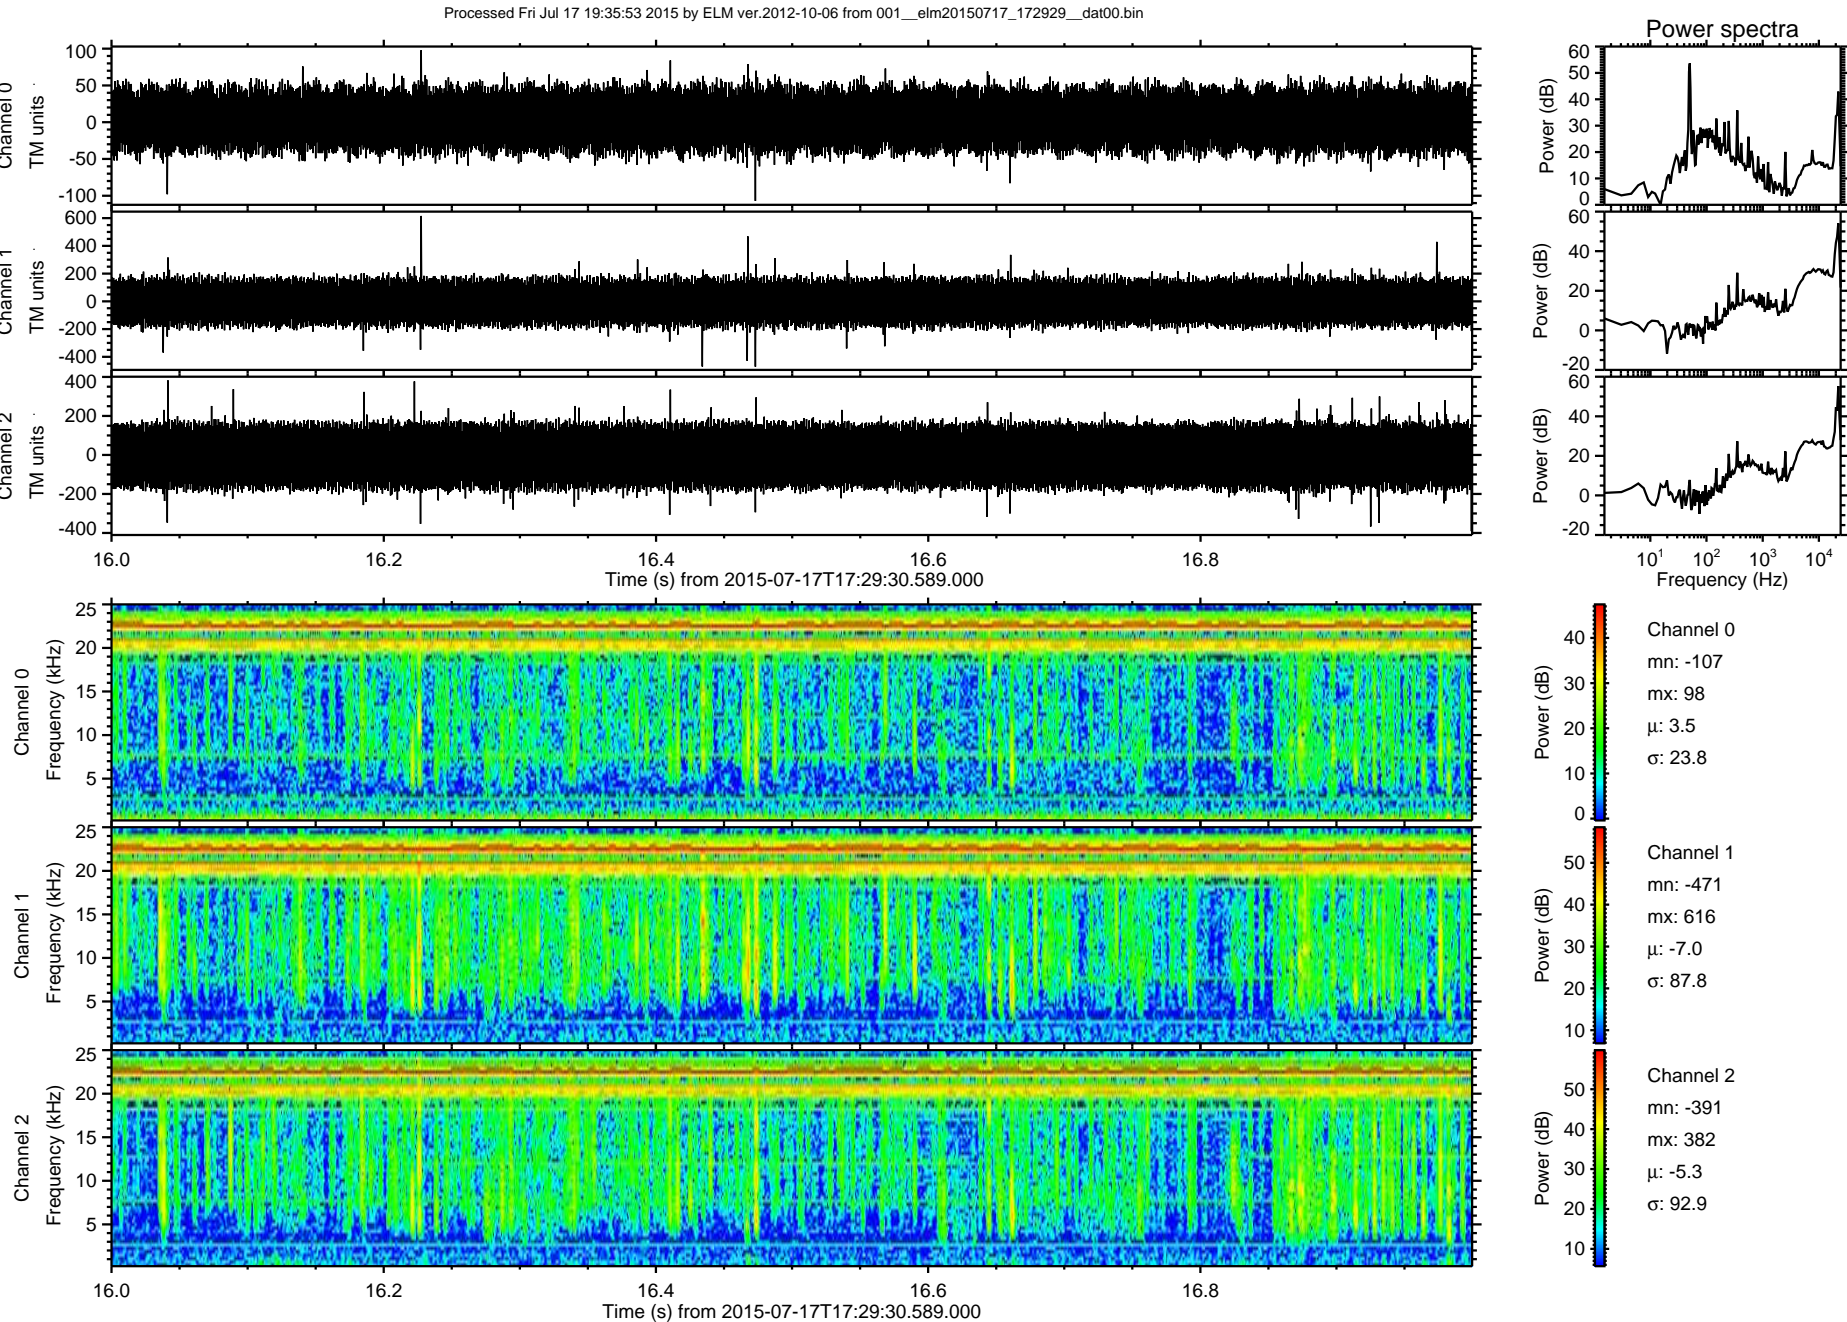 Processed Fri Jul 17 19:35:53 2015 by ELM ver.2012-10-06 from 001__elm20150717_172929__dat00.bin
Power spectra
Channel 0
TM units
100
50
0
-50
-100
Power (dB)
60
50
40
30
20
10
0
Channel 1
TM units
600
400
200
0
-200
-400
Power (dB)
60
40
20
0
-20
Channel 2
TM units
400
200
0
-200
-400
Power (dB)
60
40
20
0
-20
16.0 16.2 16.4 16.6 16.8
Time (s) from 2015-07-17T17:29:30.589.000
10¹ 10² 10³ 10⁴
Frequency (Hz)
Channel 0
Frequency (kHz)
25
20
15
10
5
Power (dB)
40
30
20
10
0
Channel 0
mn: -107
mx: 98
μ: 3.5
σ: 23.8
Channel 1
Frequency (kHz)
25
20
15
10
5
Power (dB)
50
40
30
20
10
Channel 1
mn: -471
mx: 616
μ: -7.0
σ: 87.8
Channel 2
Frequency (kHz)
25
20
15
10
5
Power (dB)
50
40
30
20
10
Channel 2
mn: -391
mx: 382
μ: -5.3
σ: 92.9
16.0 16.2 16.4 16.6 16.8
Time (s) from 2015-07-17T17:29:30.589.000